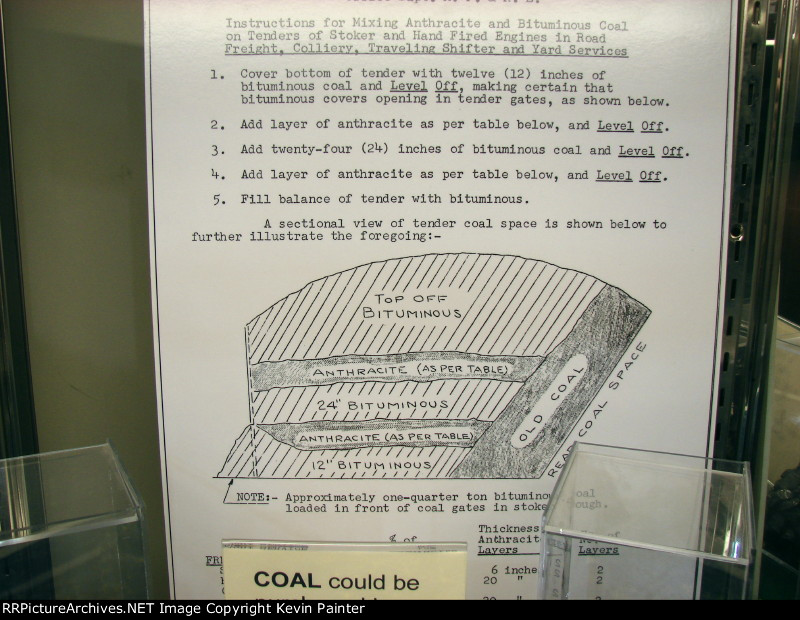 Instructions for Mixing Anthracite and Bituminous Coal
on Tenders of Stoker and Hand Fired Engines in Road
Freight, Colliery, Traveling Shifter and Yard Services
1. Cover bottom of tender with twelve (12) inches of
bituminous coal and Level Off, making certain that
bituminous covers opening in tender gates, as shown below.
2. Add layer of anthracite as per table below, and Level Off.
3. Add twenty-four (24) inches of bituminous coal and Level Off.
4. Add layer of anthracite as per table below, and Level Off.
5. Fill balance of tender with bituminous.
A sectional view of tender coal space is shown below to
further illustrate the foregoing:-
TOP OFF
BITUMINOUS
ANTHRACITE (AS PER TABLE)
24" BITUMINOUS
ANTHRACITE (AS PER TABLE)
12" BITUMINOUS
OLD COAL
REAR COAL SPACE
NOTE:- Approximately one-quarter ton bituminous coal
loaded in front of coal gates in stoker
Thickness
% of Anthracite
Layers Layers
6 inches 2
20 " 2
COAL could be
RRPictureArchives.NET Image Copyright Kevin Painter